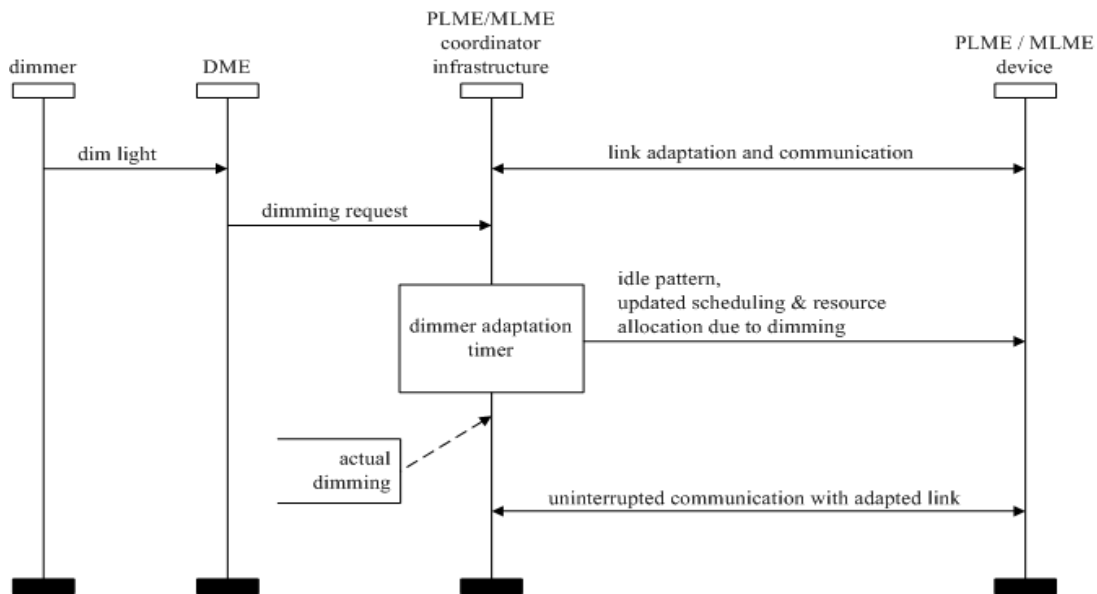 PLME/MLME
coordinator
infrastructure
PLME / MLME
device
dimmer
DME
dim light
link adaptation and communication
dimming request
idle pattern,
updated scheduling & resource
allocation due to dimming
dimmer adaptation
timer
actual
dimming
uninterrupted communication with adapted link